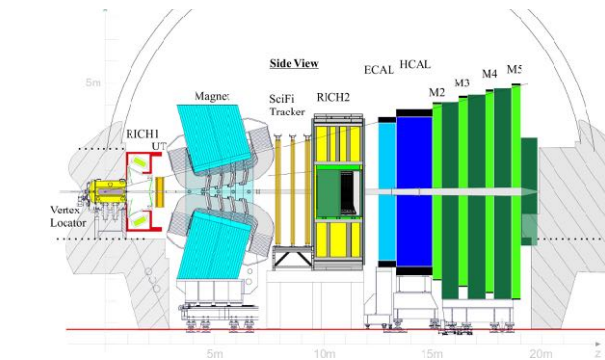 Side View
ECAL
HCAL
M2
M3
M4
M5
5m
Magnet
SciFi
Tracker
RICH2
RICH1
UT
Vertex
Locator
5m
10m
15m
20m
z